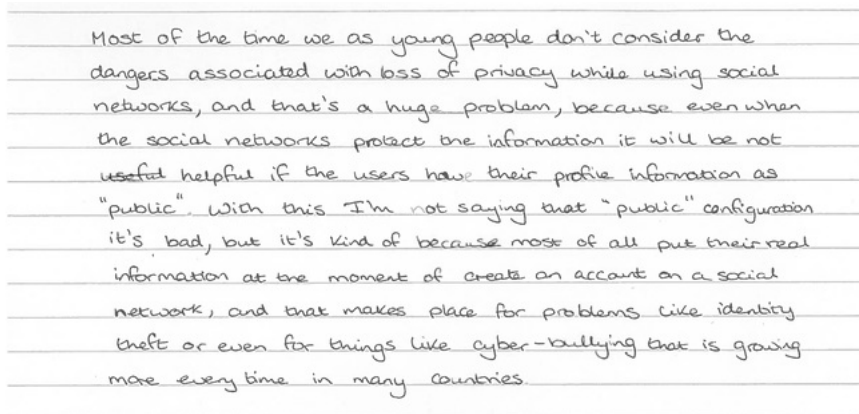 Most of the time we as young people don't consider the
dangers associated with loss of privacy while using social
networks, and that's a huge problem, because even when
the social networks protect the information it will be not
useful helpful if the users have their profile information as
"public". With this I'm not saying that "public" configuration
it's bad, but it's kind of because most of all put their real
information at the moment of create an account on a social
network, and that makes place for problems like identity
theft or even for things like cyber-bullying that is growing
more every time in many countries.